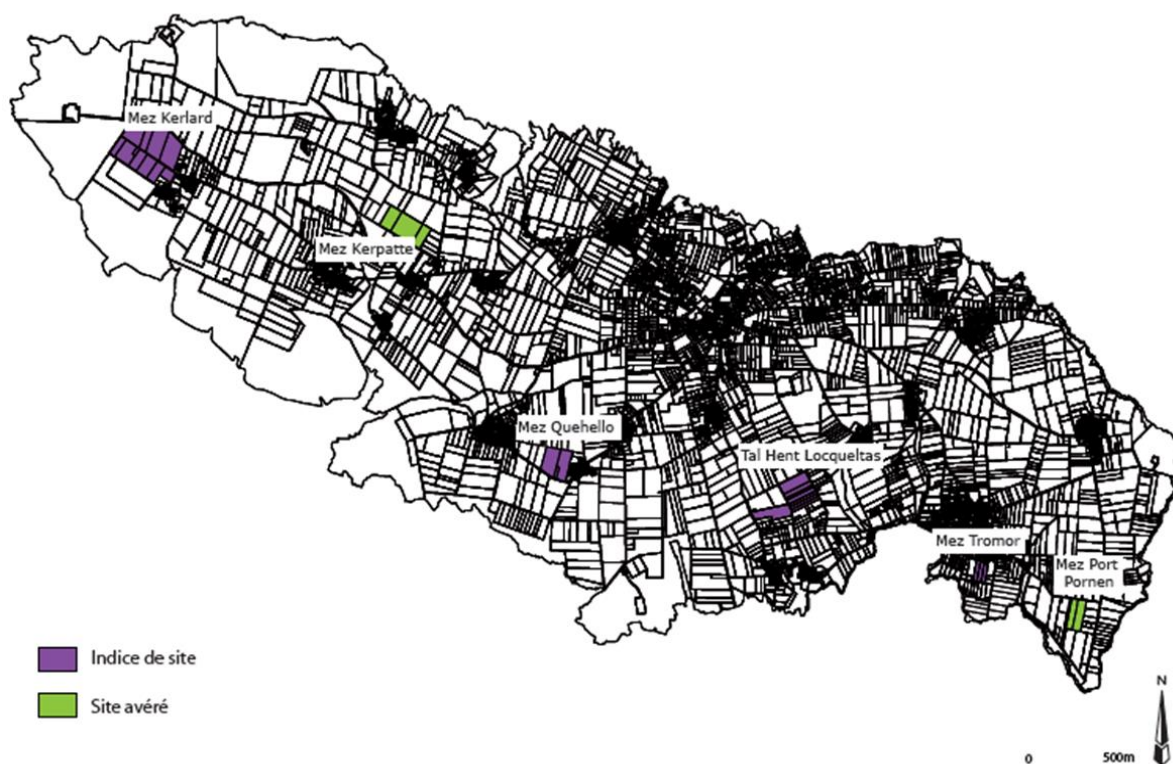 Mez Kerlard
Mez Kerpatte
Mez Quehello
Tal Hent Locqueltas
Mez Tromor
Mez Port
Pornen
Indice de site
Site avéré
N
0 500m